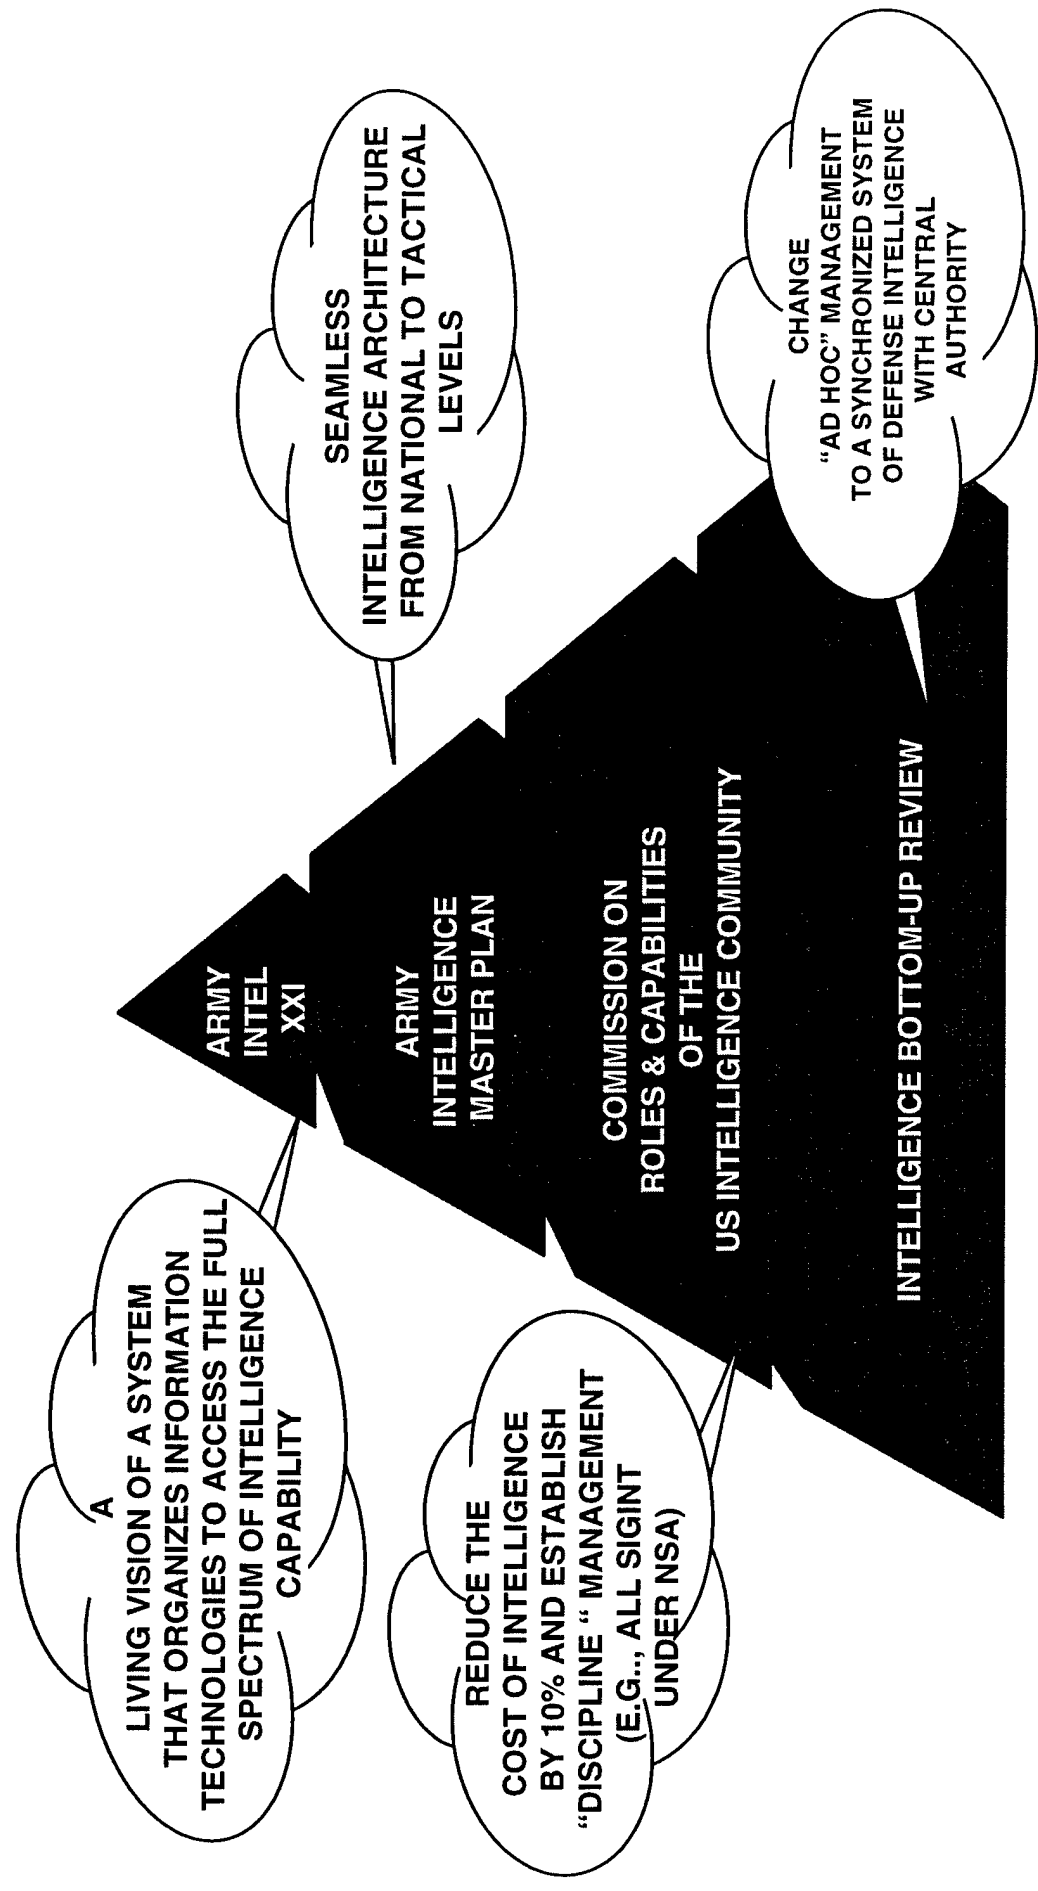 A
LIVING VISION OF A SYSTEM
THAT ORGANIZES INFORMATION
TECHNOLOGIES TO ACCESS THE FULL
SPECTRUM OF INTELLIGENCE
CAPABILITY
ARMY
INTEL
XXI
SEAMLESS
INTELLIGENCE ARCHITECTURE
FROM NATIONAL TO TACTICAL
LEVELS
ARMY
INTELLIGENCE
MASTER PLAN
REDUCE THE
COST OF INTELLIGENCE
BY 10% AND ESTABLISH
“DISCIPLINE “ MANAGEMENT
(E.G.., ALL SIGINT
UNDER NSA)
COMMISSION ON
ROLES & CAPABILITIES
OF THE
US INTELLIGENCE COMMUNITY
CHANGE
“AD HOC” MANAGEMENT
TO A SYNCHRONIZED SYSTEM
OF DEFENSE INTELLIGENCE
WITH CENTRAL
AUTHORITY
INTELLIGENCE BOTTOM-UP REVIEW